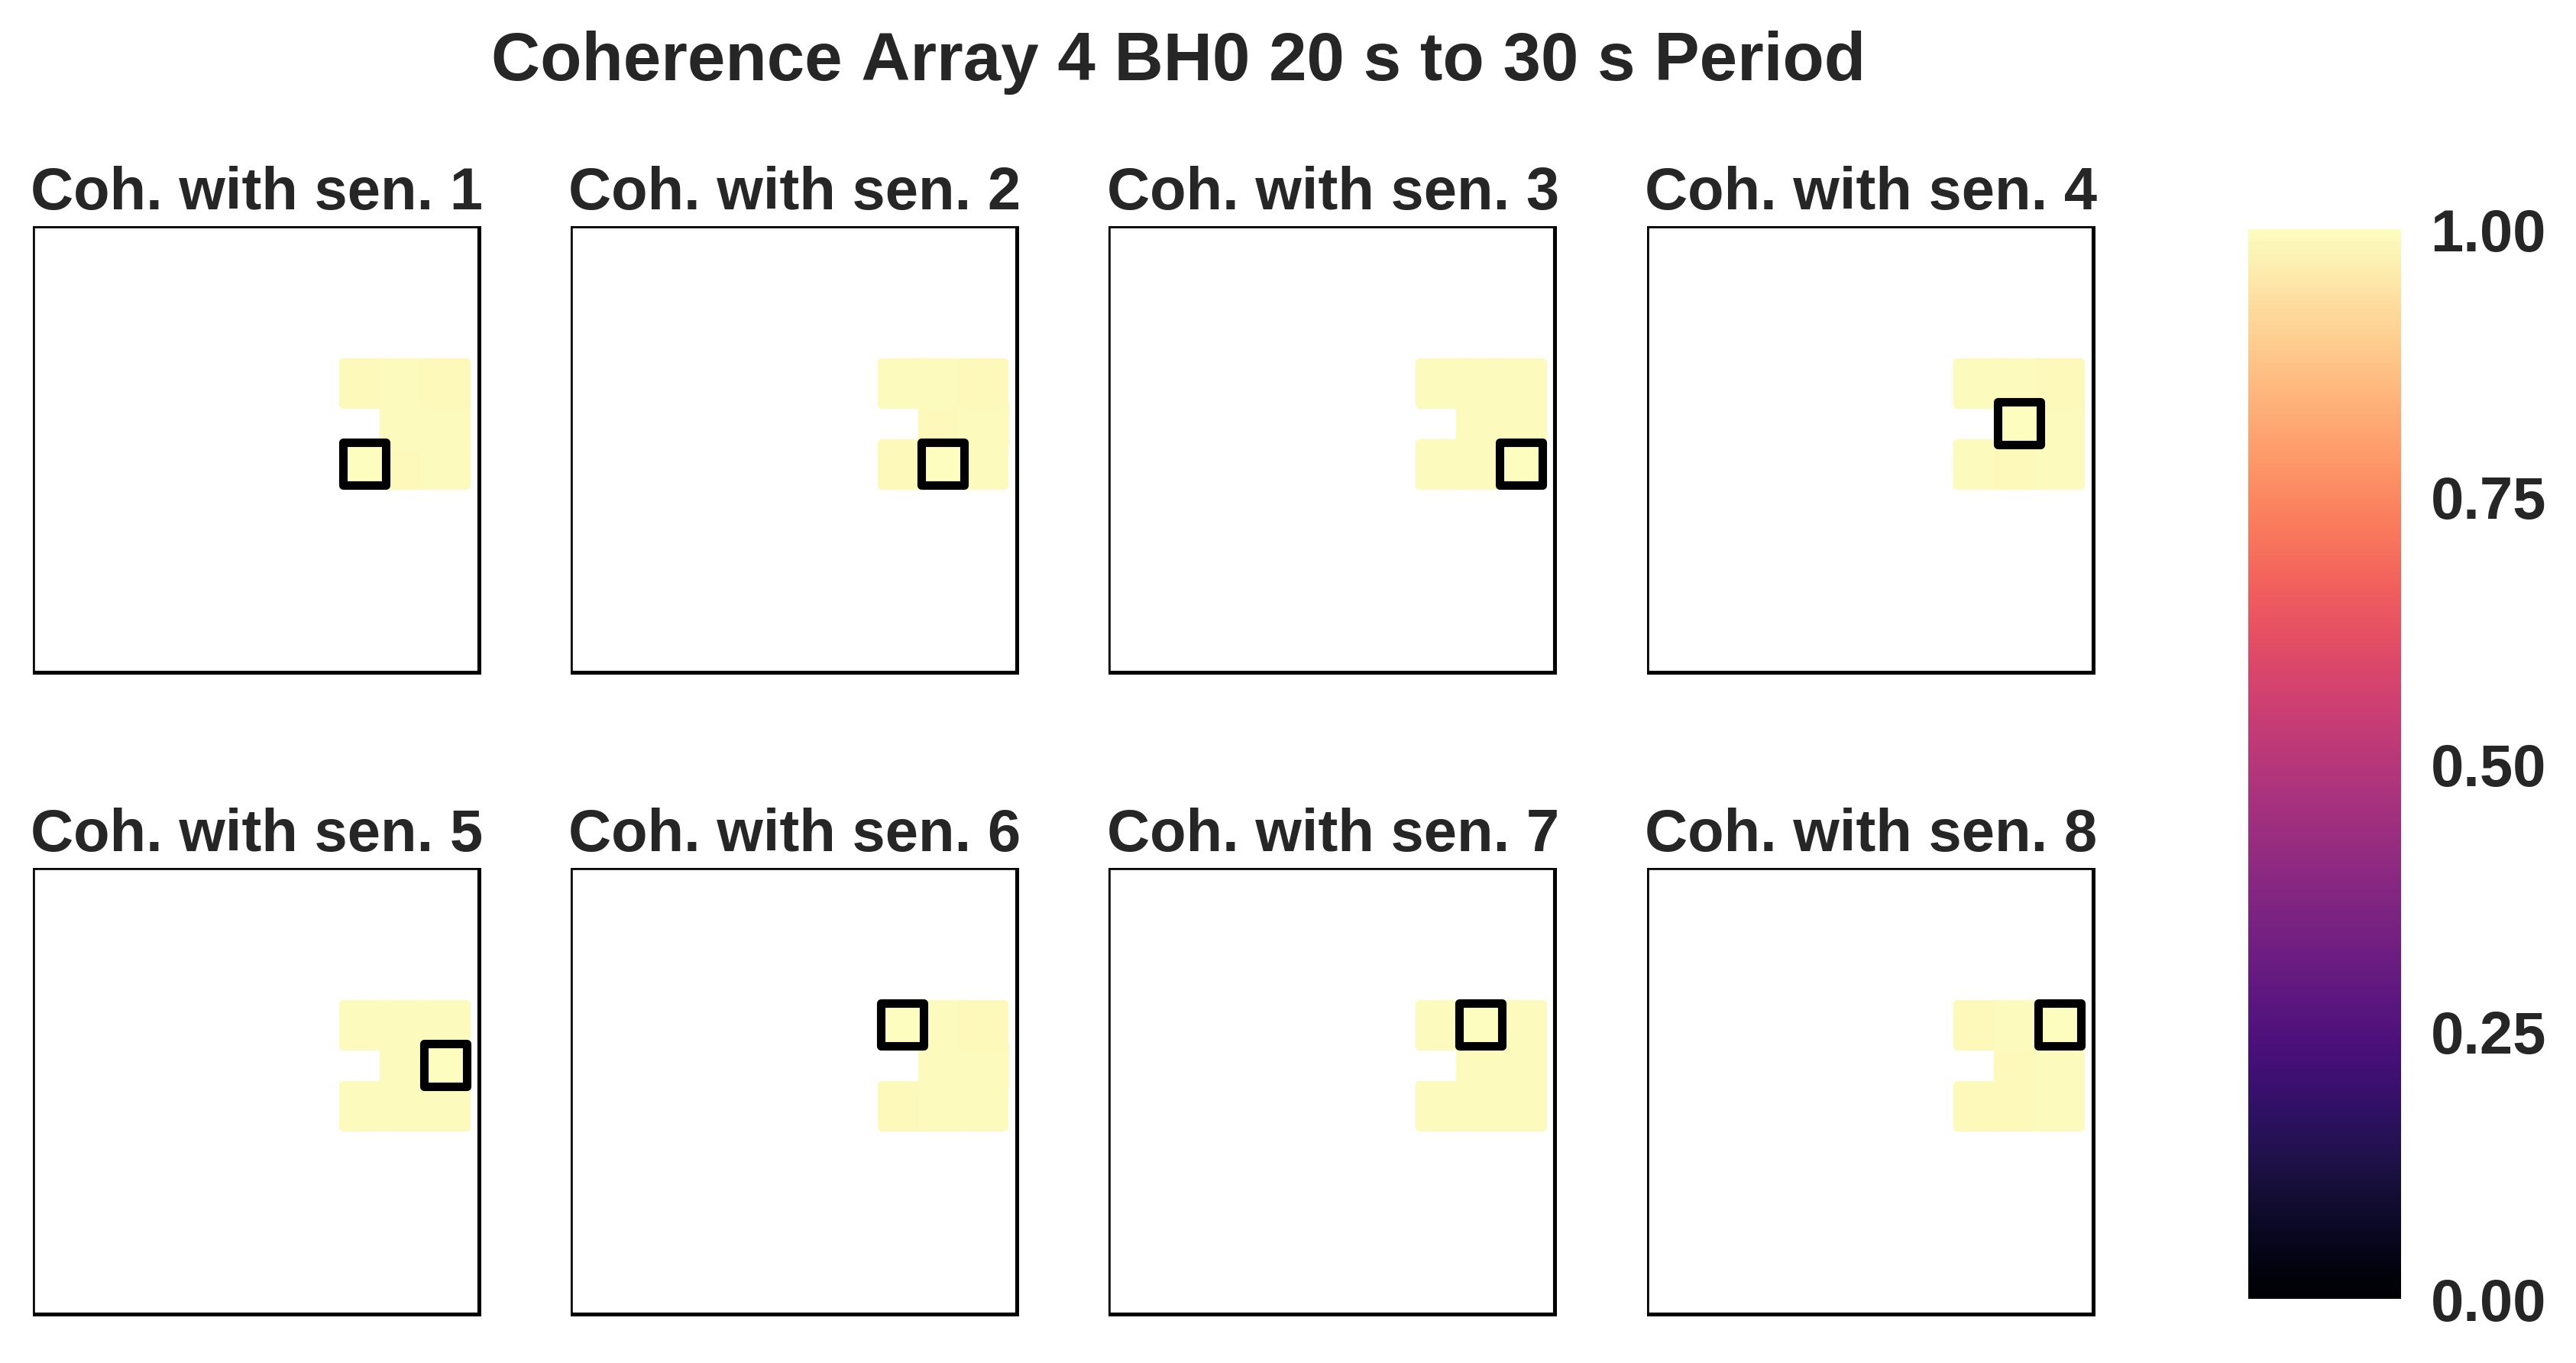 Coherence Array 4 BH0 20 s to 30 s Period
Coh. with sen. 1
Coh. with sen. 2
Coh. with sen. 3
Coh. with sen. 4
Coh. with sen. 5
Coh. with sen. 6
Coh. with sen. 7
Coh. with sen. 8
1.00
0.75
0.50
0.25
0.00